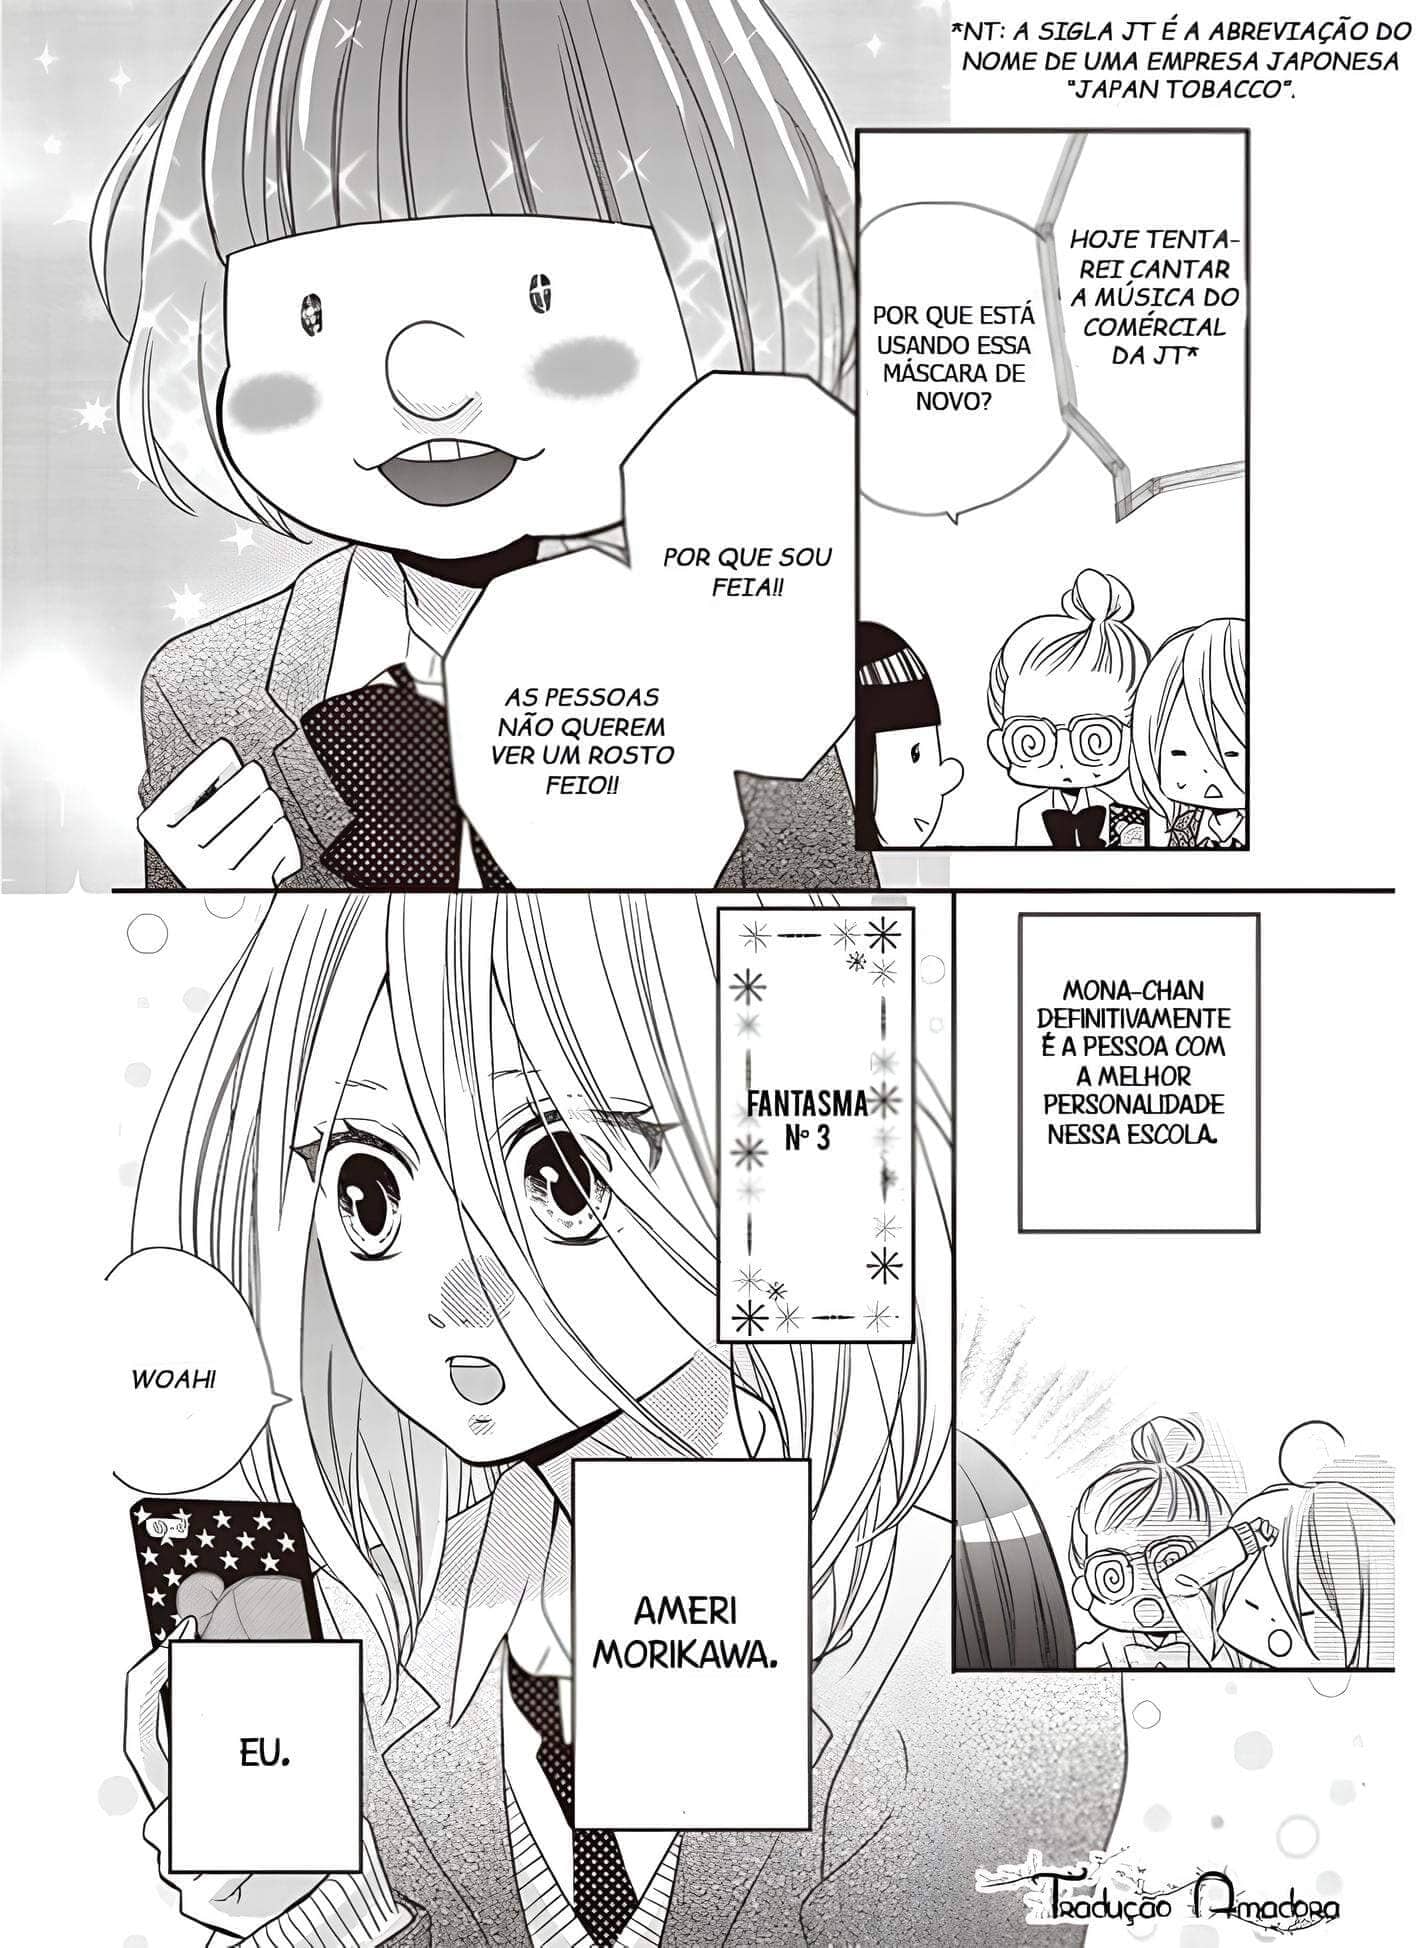 *NT: A SIGLA JT É A ABREVIAÇÃO DO
NOME DE UMA EMPRESA JAPONESA
"JAPAN TOBACCO".
HOJE TENTA-
REI CANTAR
A MÚSICA DO
COMÉRCIAL
DA JT*
POR QUE ESTÁ
USANDO ESSA
MÁSCARA DE
NOVO?
POR QUE SOU
FEIA!!
AS PESSOAS
NÃO QUEREM
VER UM ROSTO
FEIO!!
MONA-CHAN
DEFINITIVAMENTE
É A PESSOA COM
A MELHOR
PERSONALIDADE
NESSA ESCOLA.
FANTASMA
Nº 3
WOAH!
AMERI
MORIKAWA.
EU.
Tradução Amadora